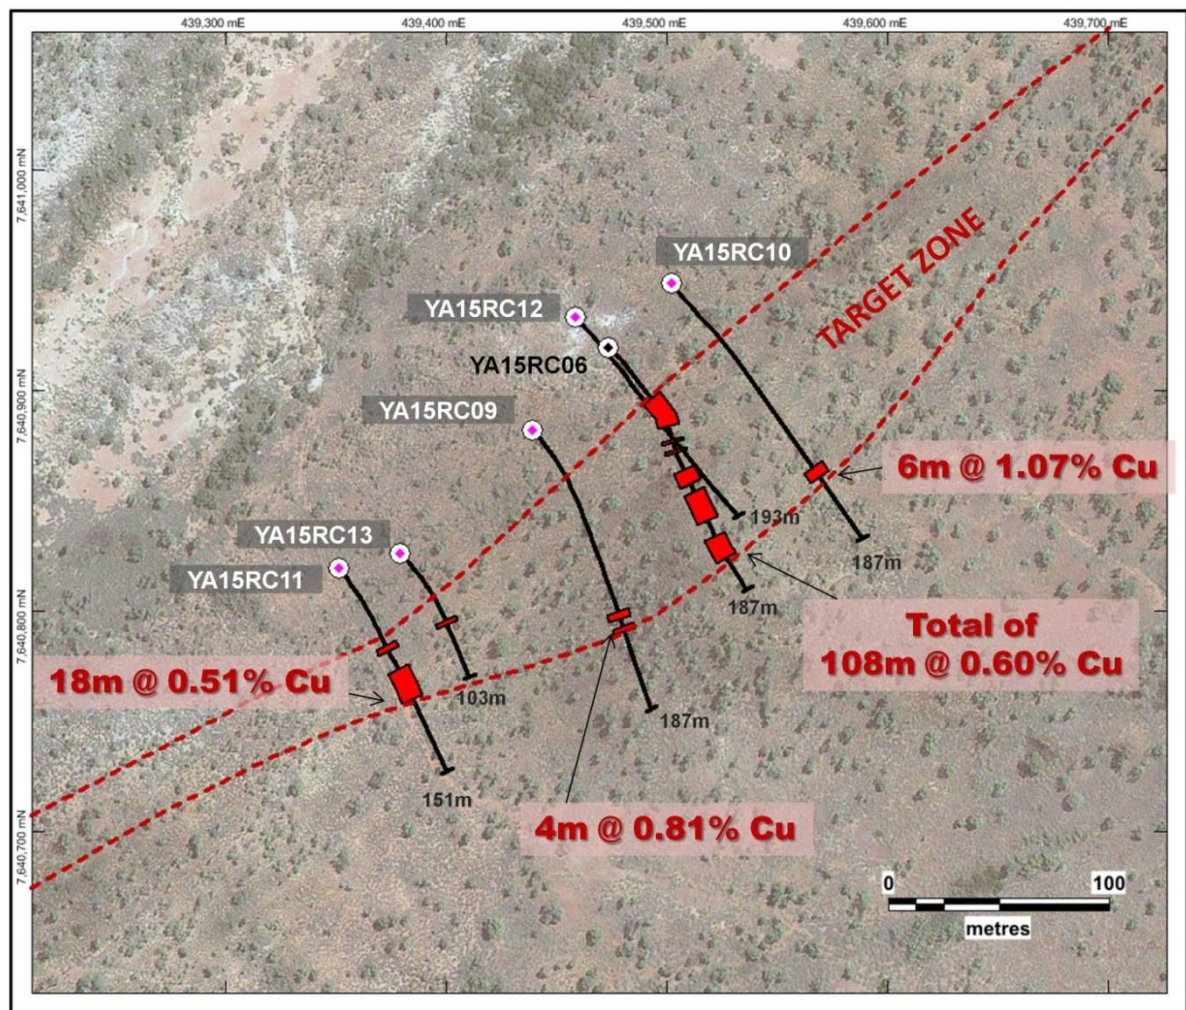 439,300 mE
439,400 mE
439,500 mE
439,600 mE
439,700 mE
7,641,000 mN
7,640,900 mN
7,640,800 mN
7,640,700 mN
YA15RC10
TARGET ZONE
YA15RC12
YA15RC06
YA15RC09
6m @ 1.07% Cu
193m
187m
YA15RC13
YA15RC11
187m
Total of
108m @ 0.60% Cu
18m @ 0.51% Cu
103m
187m
151m
4m @ 0.81% Cu
0 100
metres